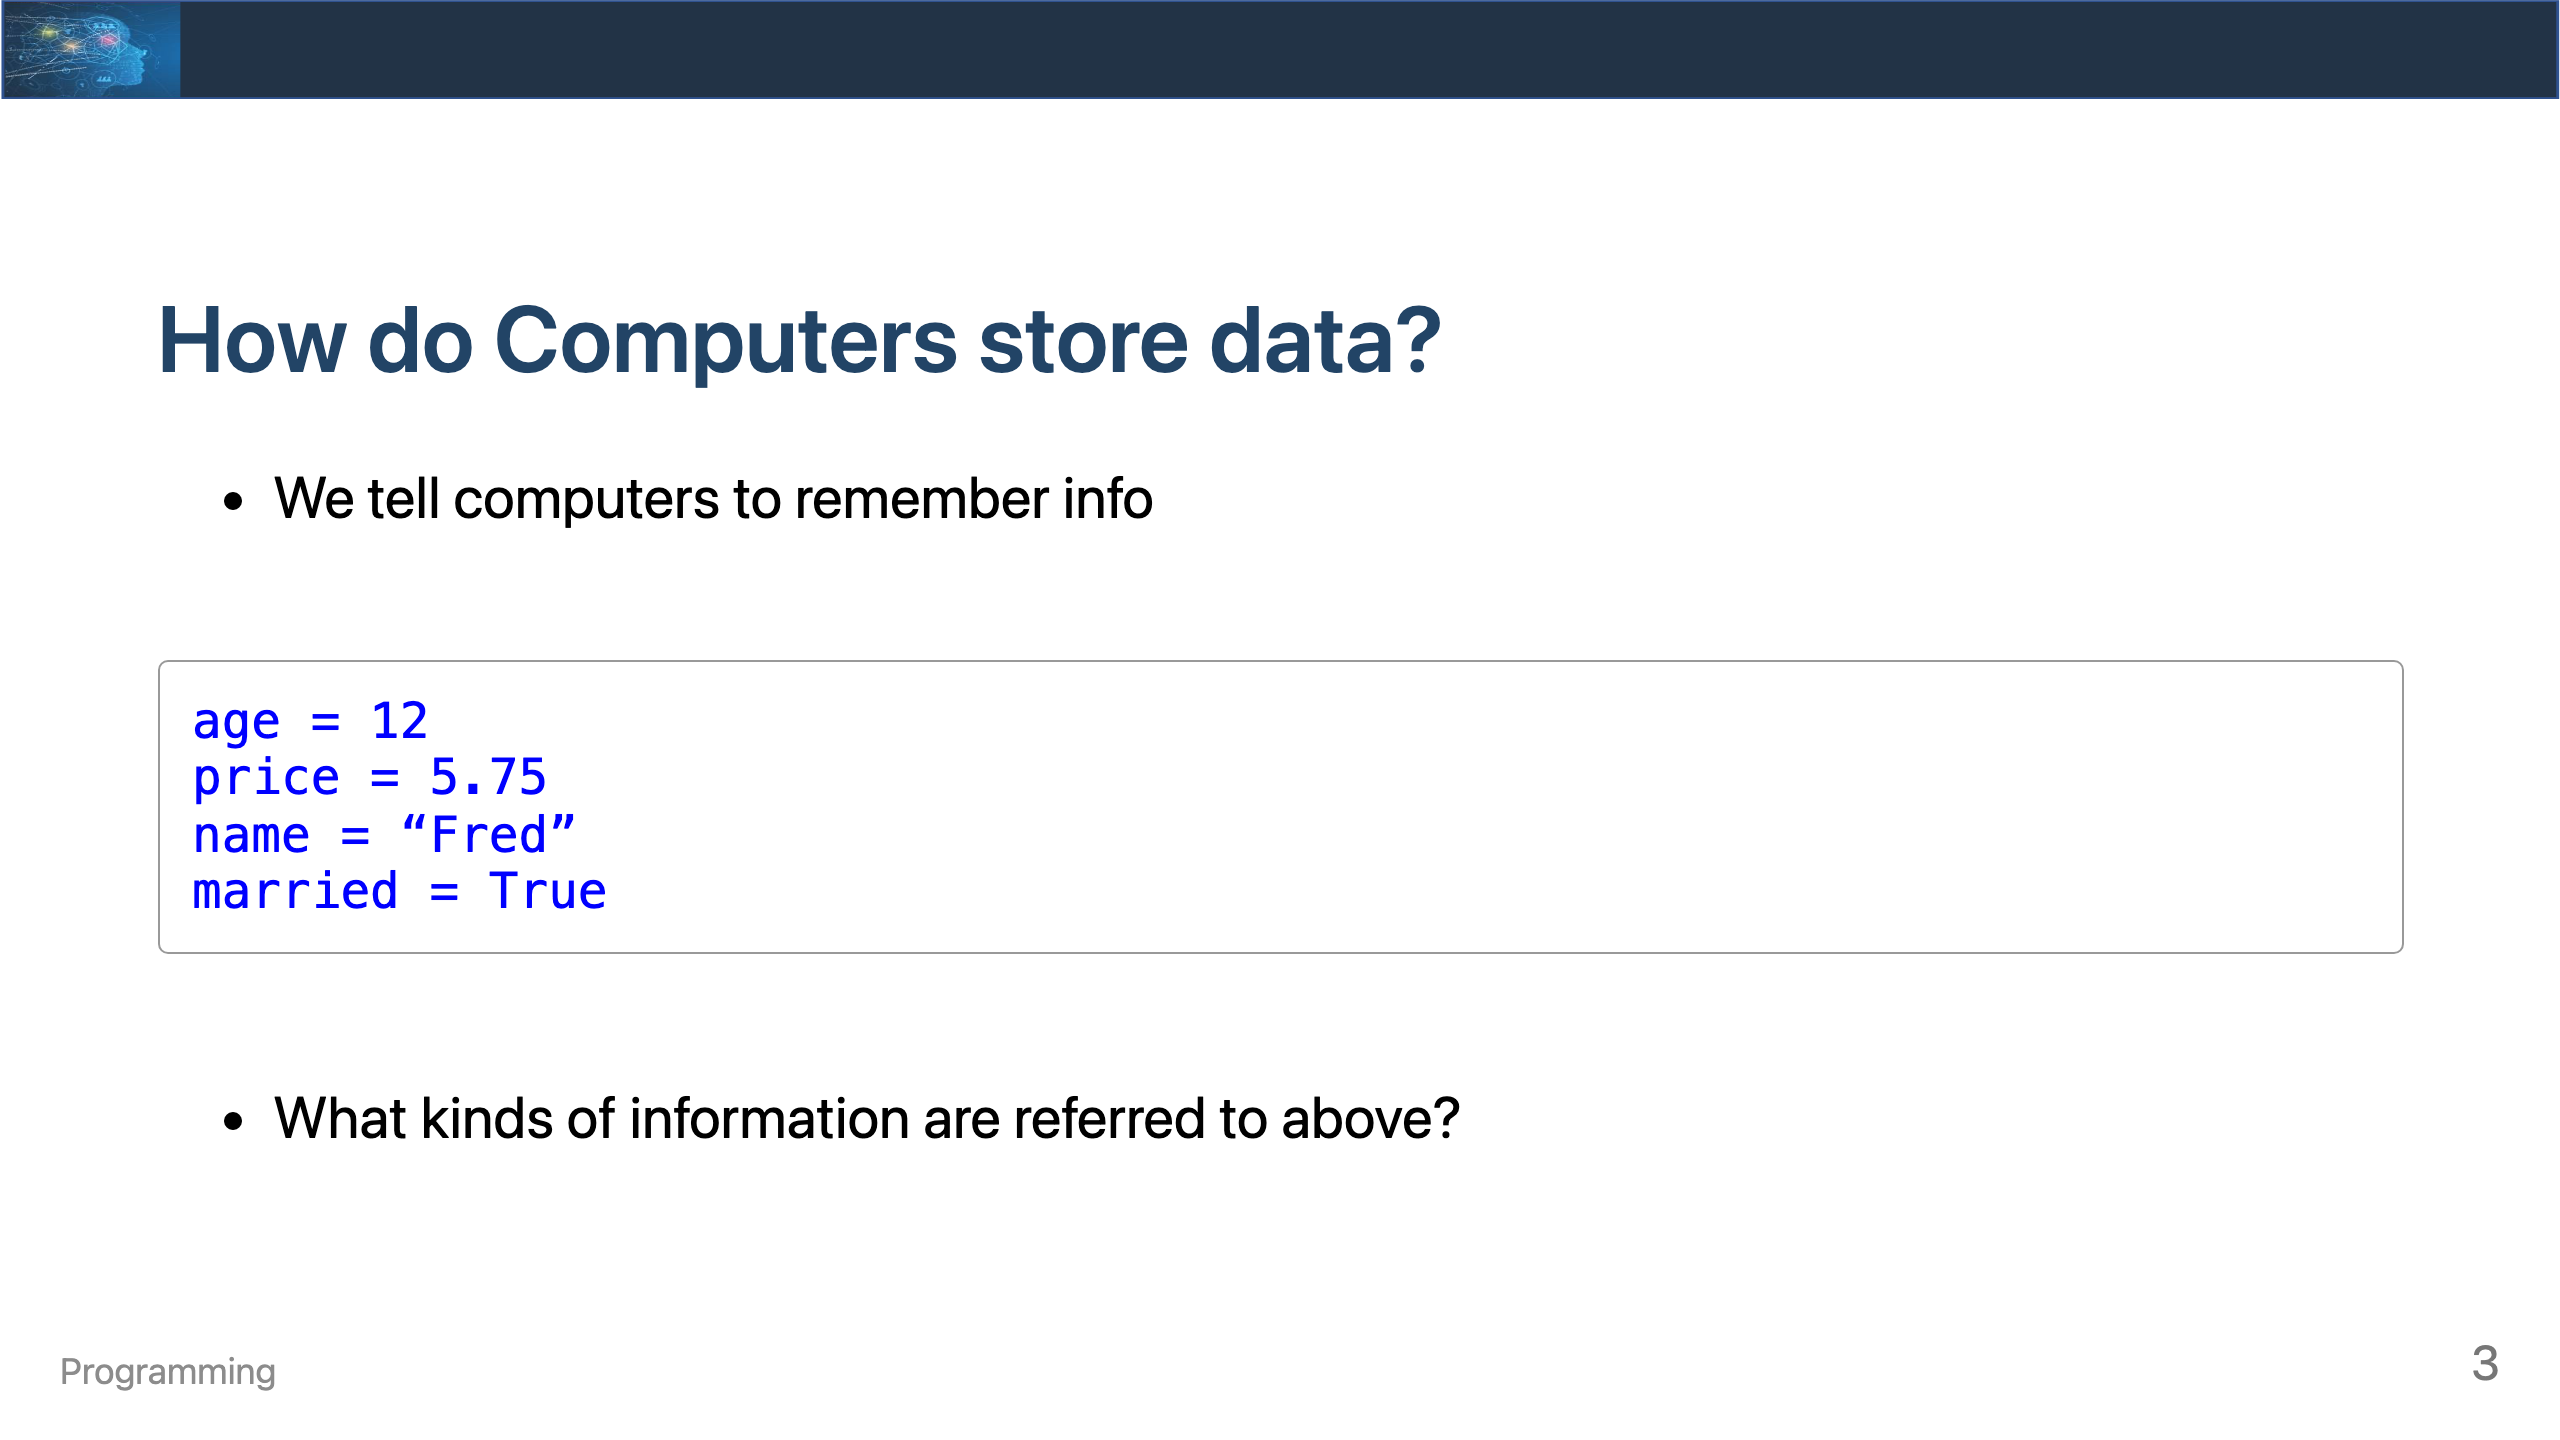 How do Computers store data?
• We tell computers to remember info
age = 12
price = 5.75
name = “Fred”
married = True
• What kinds of information are referred to above?
Programming
3